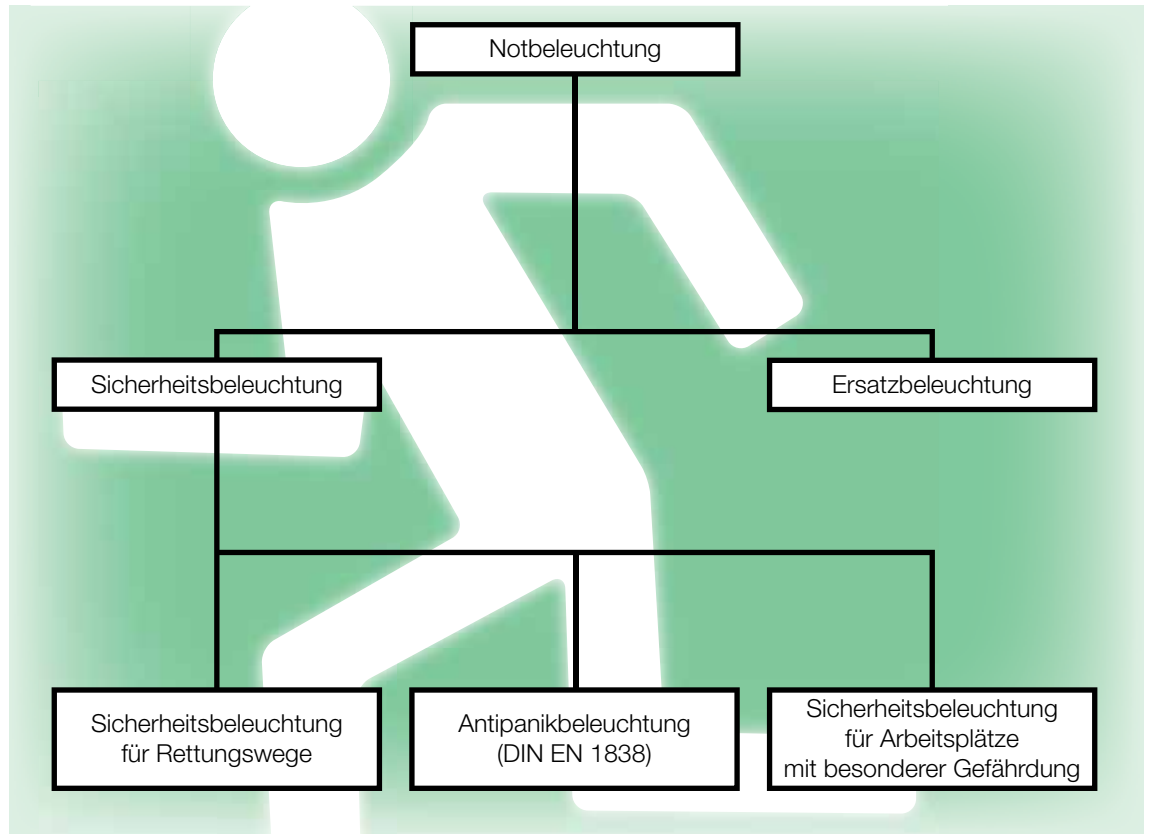 Notbeleuchtung
Sicherheitsbeleuchtung
Ersatzbeleuchtung
Sicherheitsbeleuchtung
für Rettungswege
Antipanikbeleuchtung
(DIN EN 1838)
Sicherheitsbeleuchtung
für Arbeitsplätze
mit besonderer Gefährdung